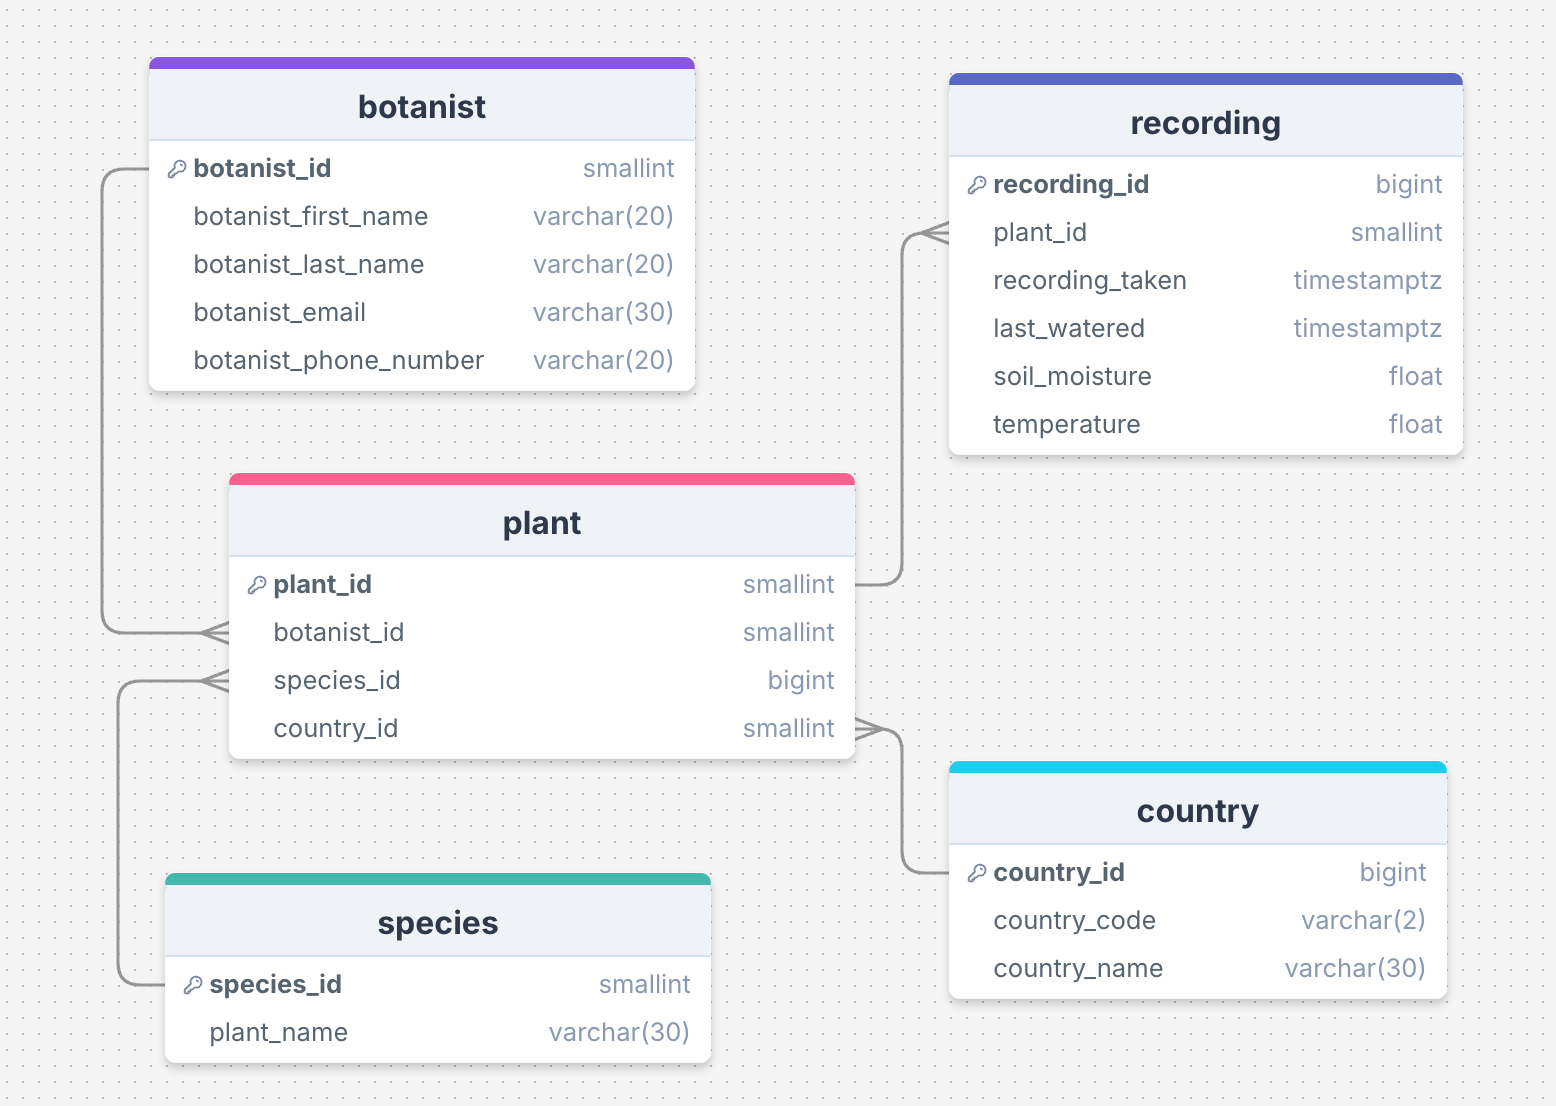 botanist
botanist_id smallint
botanist_first_name varchar(20)
botanist_last_name varchar(20)
botanist_email varchar(30)
botanist_phone_number varchar(20)
recording
recording_id bigint
plant_id smallint
recording_taken timestamptz
last_watered timestamptz
soil_moisture float
temperature float
plant
plant_id smallint
botanist_id smallint
species_id bigint
country_id smallint
country
country_id bigint
country_code varchar(2)
country_name varchar(30)
species
species_id smallint
plant_name varchar(30)